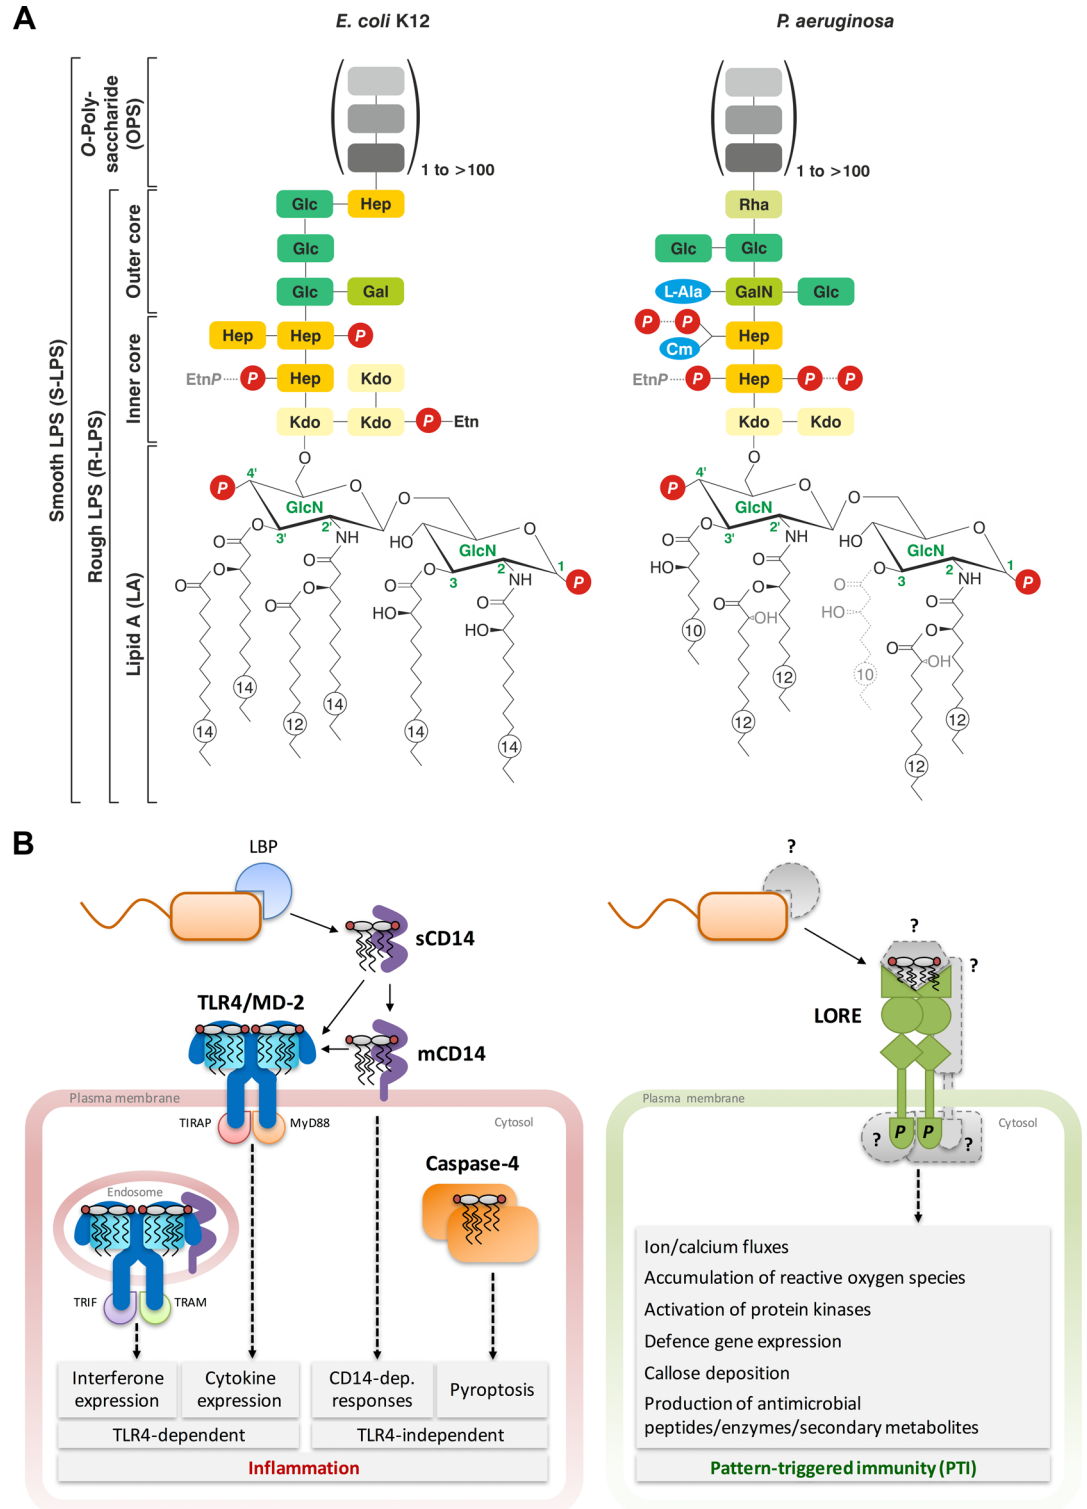 A
E. coli K12
P. aeruginosa
O-Poly-
saccharide
(OPS)
Outer core
Inner core
Lipid A (LA)
Rough LPS (R-LPS)
Smooth LPS (S-LPS)
1 to >100
Glc
Hep
Glc
Glc
Gal
Hep
Hep
P
EtnP
P
Hep
Kdo
Kdo
Kdo
P
Etn
O
P
4'
O
O
GlcN
O
3'
2'
NH
O
O
O
O
O
O
HO
GlcN
O
3
2
NH
1
P
O
O
HO
O
HO
14
14
12
14
14
14
1 to >100
Rha
Glc
Glc
L-Ala
GalN
Glc
P
P
Cm
Hep
EtnP
P
Hep
P
P
Kdo
Kdo
O
P
4'
O
O
GlcN
O
3'
2'
NH
O
HO
O
O
O
OH
HO
O
GlcN
O
3
2
NH
1
P
O
HO
O
O
O
OH
10
12
12
10
12
12
B
LBP
sCD14
TLR4/MD-2
mCD14
Plasma membrane
TIRAP
MyD88
Cytosol
Caspase-4
Endosome
TRIF
TRAM
Interferone
expression
Cytokine
expression
CD14-dep.
responses
Pyroptosis
TLR4-dependent
TLR4-independent
Inflammation
?
?
?
LORE
Plasma membrane
Cytosol
?
P
P
?
Ion/calcium fluxes
Accumulation of reactive oxygen species
Activation of protein kinases
Defence gene expression
Callose deposition
Production of antimicrobial
peptides/enzymes/secondary metabolites
Pattern-triggered immunity (PTI)